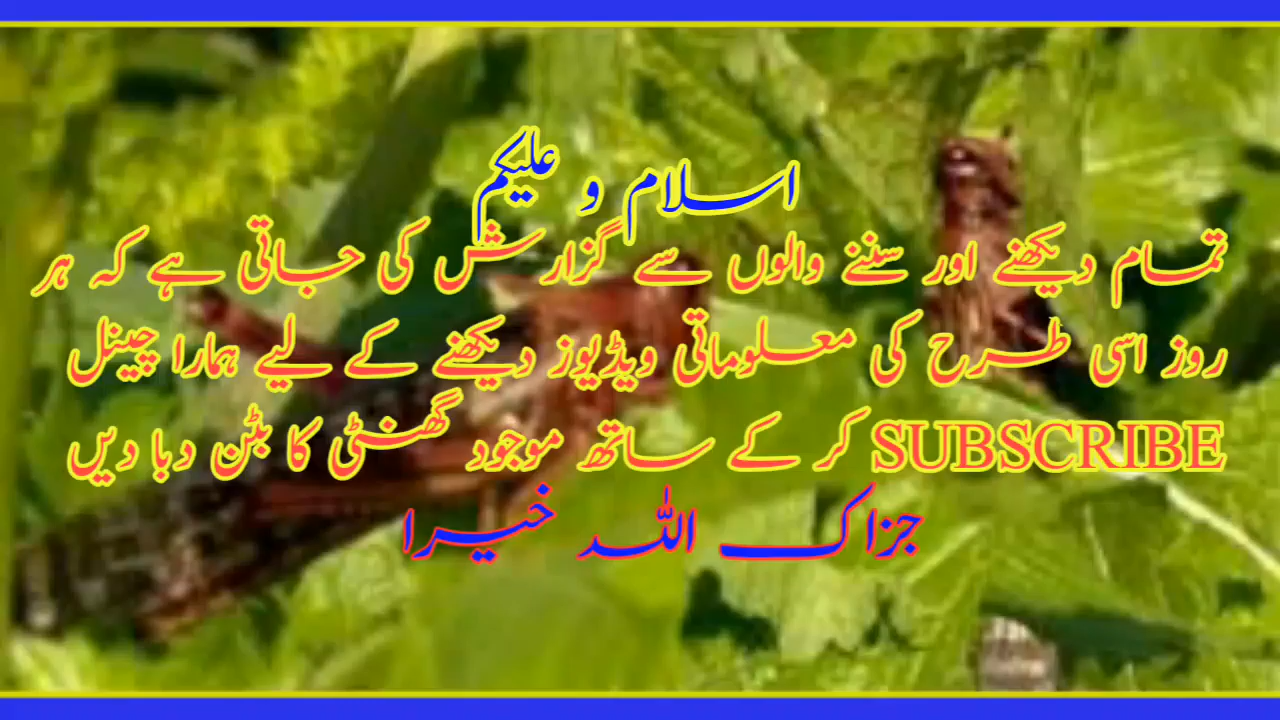 اسلام و علیکم
تمام دیکھنے اور سننے والوں سے گزارش کی جاتی ہے کہ ہر
روز اسی طرح کی معلوماتی ویڈیوز دیکھنے کے لیے ہمارا چینل
SUBSCRIBE کر کے ساتھ موجود گھنٹی کا بٹن دبا دیں
جزاک اللہ خیرا